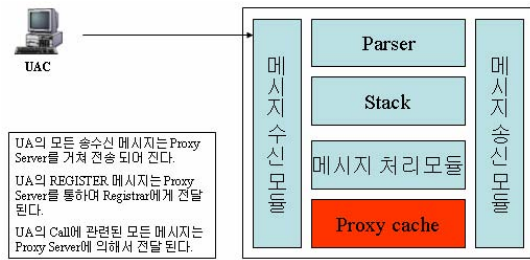 UAC
메시지 수신 모듈
Parser
Stack
메시지 처리모듈
Proxy cache
메시지 송신 모듈
UA의 모든 송수신 메시지는 Proxy
Server를 거쳐 전송 되어 진다.
UA의 REGISTER 메시지는 Proxy
Server를 통하여 Registrar에게 전달
된다.
UA의 Call에 관련된 모든 메시지는
Proxy Server에 의해서 전달 된다.